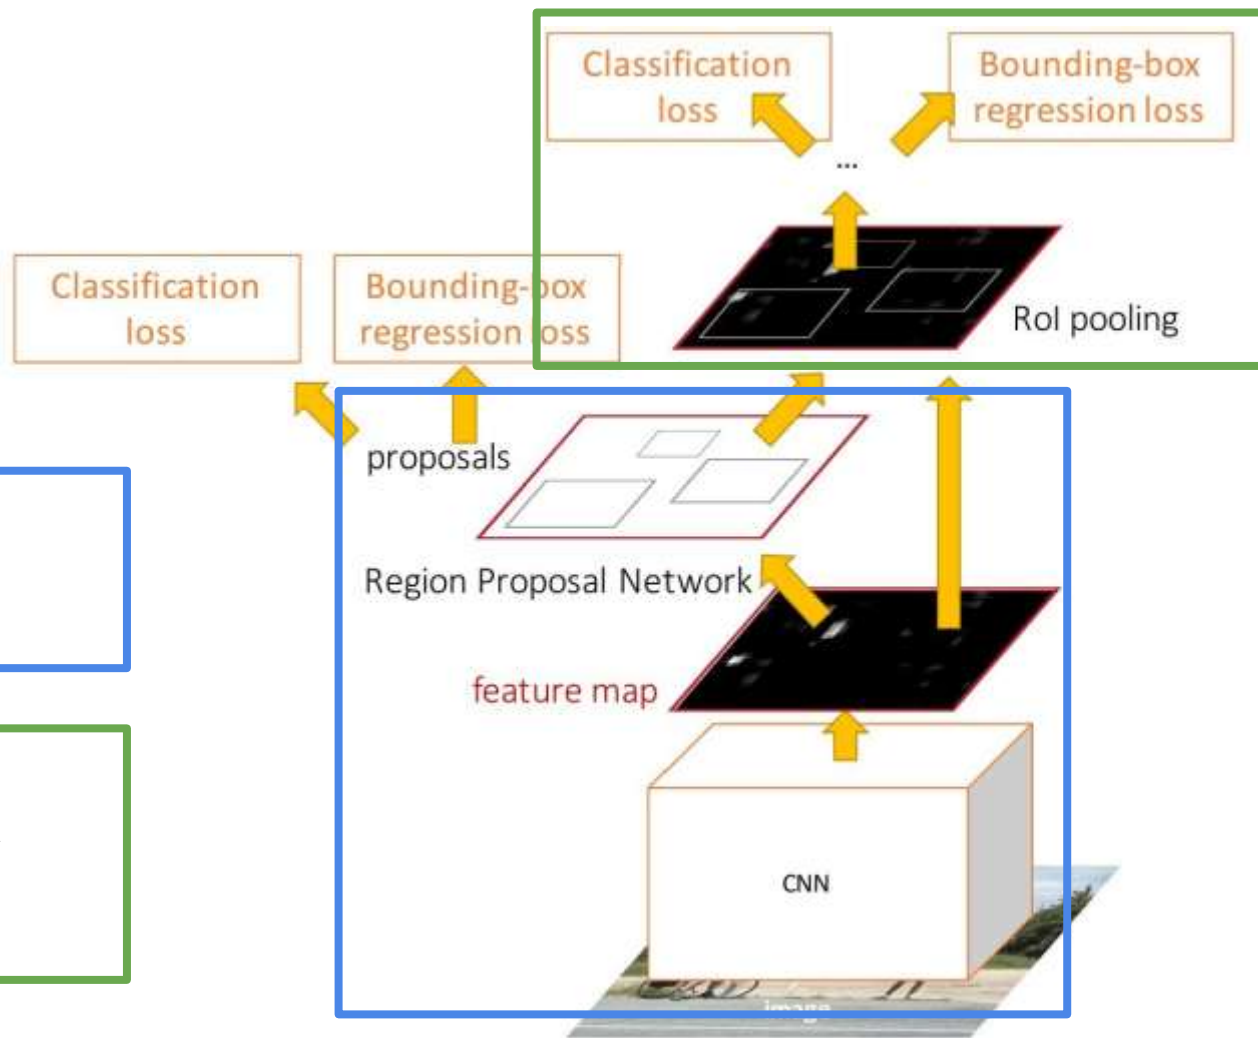 Classification
loss
Bounding-box
regression loss
...
Classification
loss
Bounding-box
regression loss
RoI pooling
proposals
Region Proposal Network
feature map
CNN
image